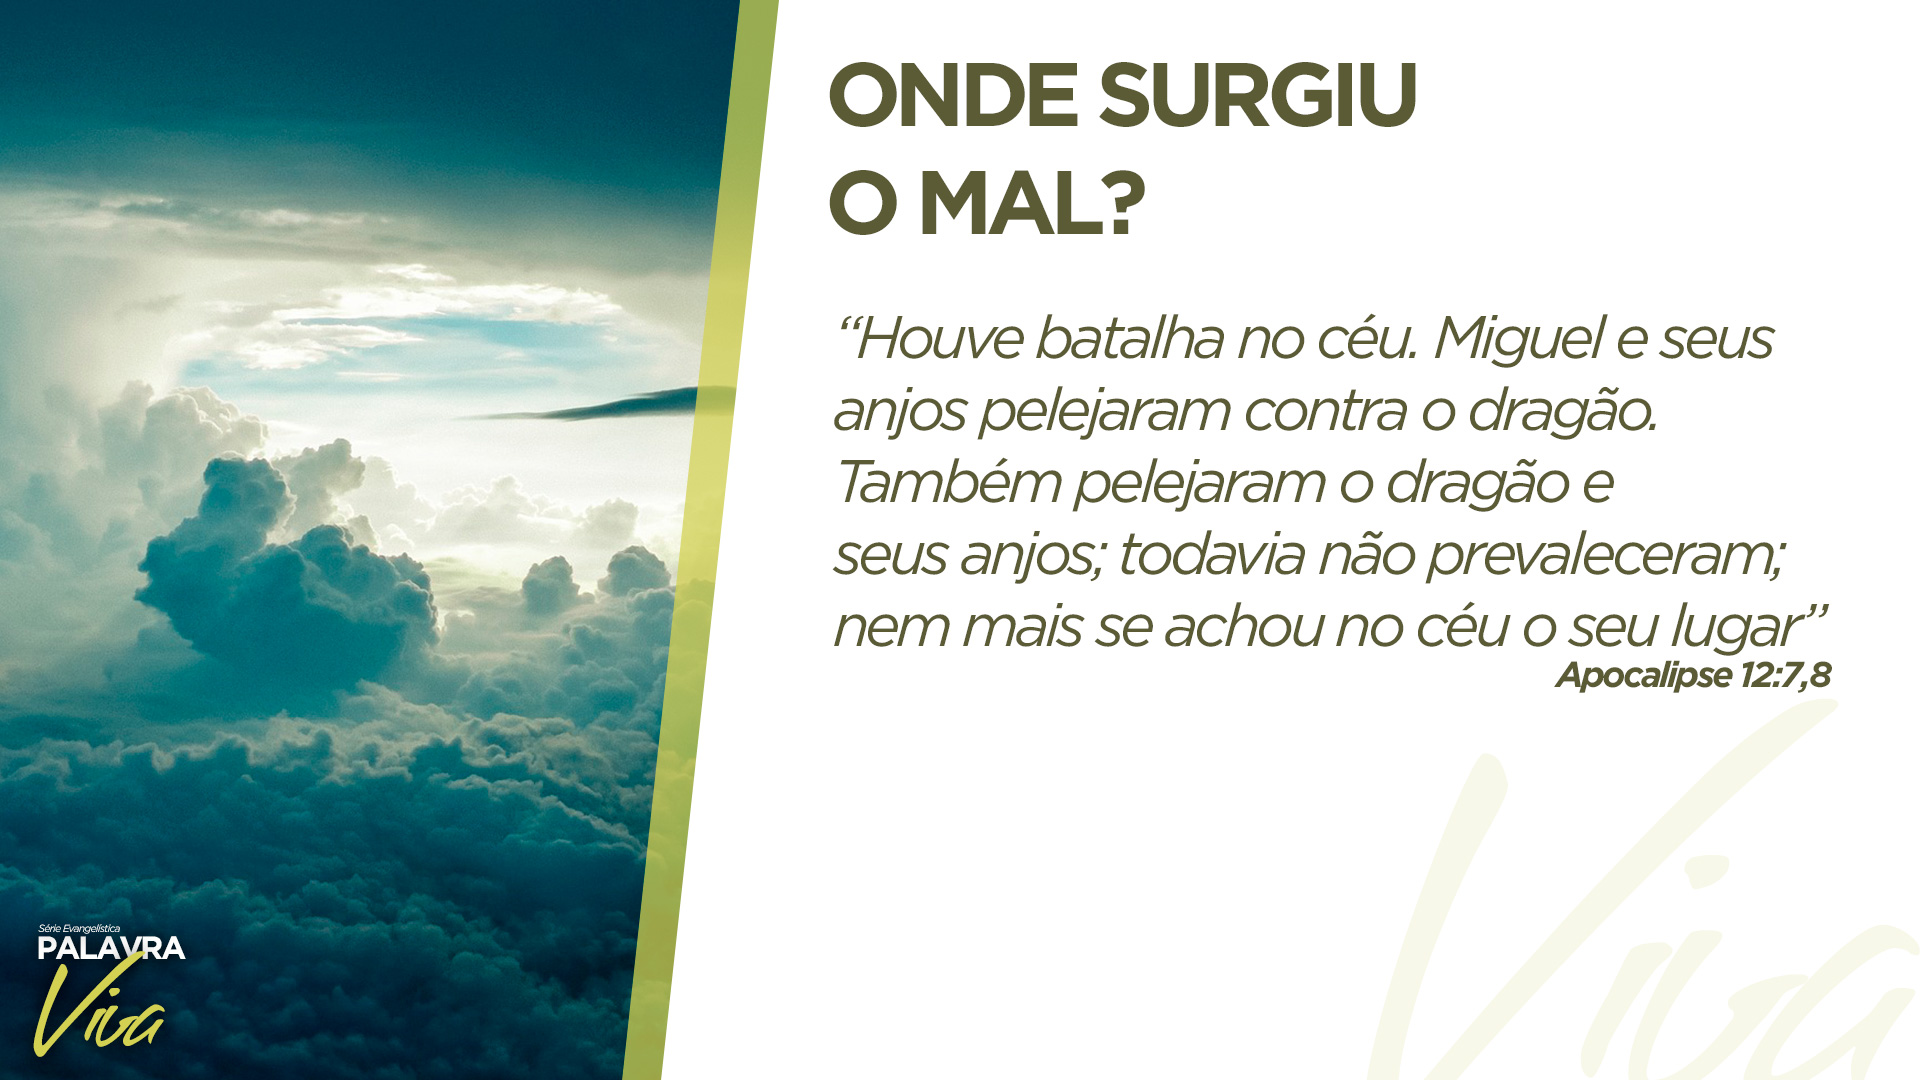 ONDE SURGIU
O MAL?
“Houve batalha no céu. Miguel e seus
anjos pelejaram contra o dragão.
Também pelejaram o dragão e
seus anjos; todavia não prevaleceram;
nem mais se achou no céu o seu lugar”
Apocalipse 12:7,8
Série Evangelística
PALAVRA
Viva
Viva